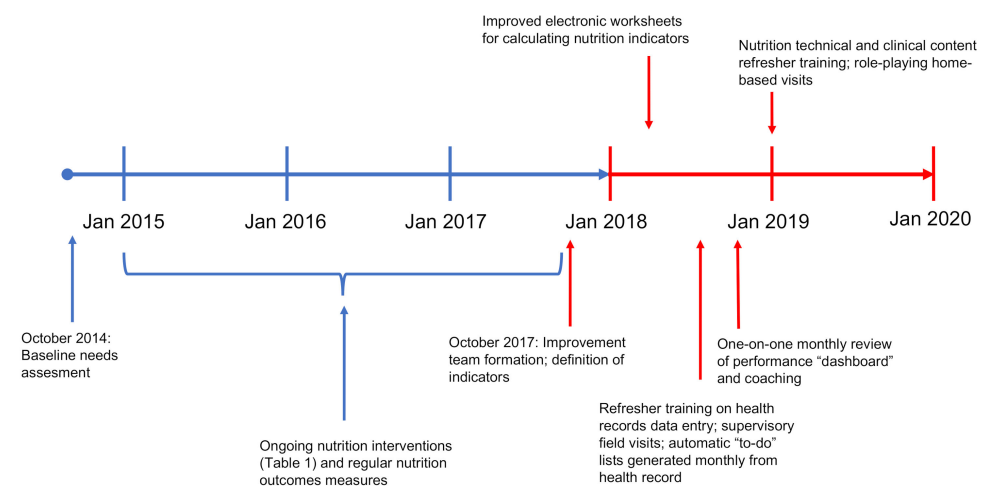 Improved electronic worksheets
for calculating nutrition indicators
Nutrition technical and clinical content
refresher training; role-playing home-
based visits
Jan 2015
Jan 2016
Jan 2017
Jan 2018
Jan 2019
Jan 2020
October 2014:
Baseline needs
assesment
October 2017: Improvement
team formation; definition of
indicators
One-on-one monthly review
of performance “dashboard”
and coaching
Refresher training on health
records data entry; supervisory
field visits; automatic “to-do”
lists generated monthly from
health record
Ongoing nutrition interventions
(Table 1) and regular nutrition
outcomes measures